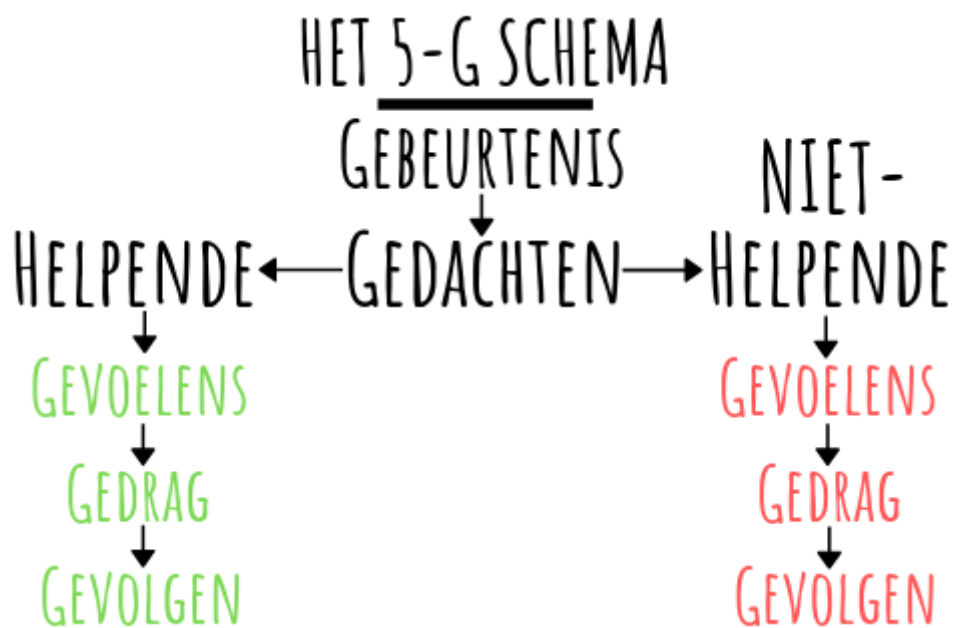 HET 5-G SCHEMA
GEBEURTENIS
NIET-
HELPENDE GEDACHTEN HELPENDE
GEVOELENS GEVOELENS
GEDRAG GEDRAG
GEVOLGEN GEVOLGEN